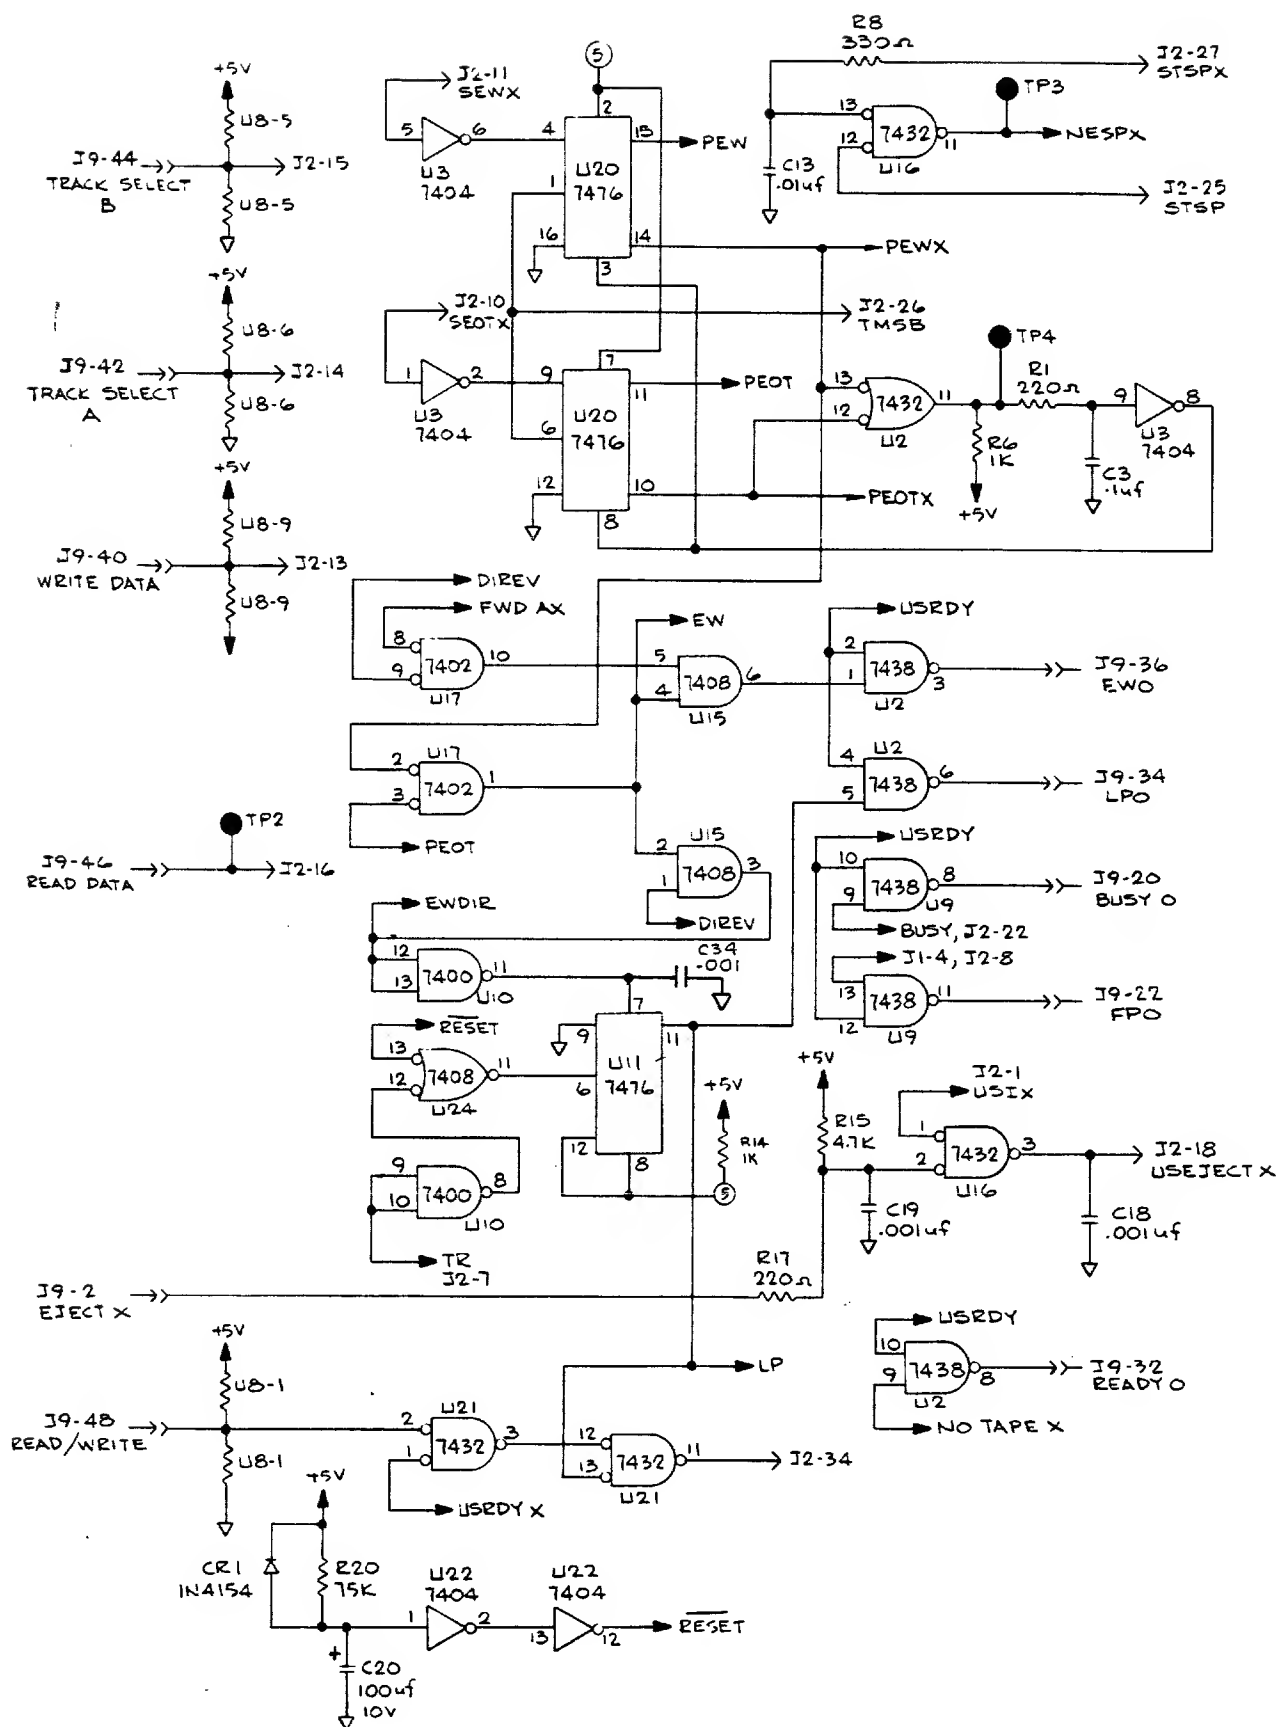 R8
330Ω
J2-27
STSPX
TP3
13
7432
12
11
NESPX
U16
C13
.01uf
J2-25
STSP
5
J2-11
SEWX
5
6
U3
7404
2
4
15
PEW
U20
7476
1
16
14
PEWX
3
+5V
U8-5
J9-44
TRACK SELECT
B
J2-15
U8-5
+5V
U8-6
J9-42
TRACK SELECT
A
J2-14
U8-6
J2-10
SEOTX
J2-26
TMSB
1
2
U3
7404
7
9
11
PEOT
U20
7476
6
12
10
PEOTX
8
TP4
13
7432
11
12
U2
R1
220Ω
R6
1K
+5V
9
8
U3
7404
C3
.1uf
+5V
U8-9
J9-40
WRITE DATA
J2-13
U8-9
DIREV
FWD AX
8
7402
10
9
U17
EW
5
7408
6
4
U15
USRDY
2
7438
1
3
U2
J9-36
EWO
U17
2
7402
1
3
PEOT
U2
4
7438
6
5
J9-34
LPO
TP2
J9-46
READ DATA
J2-16
U15
2
7408
3
1
DIREV
USRDY
10
7438
8
9
U9
J9-20
BUSY O
BUSY, J2-22
EWDIR
12
7400
11
13
U10
C34
.001
J1-4, J2-8
13
7438
11
12
U9
J9-22
FPO
RESET
13
7408
11
12
U24
7
9
11
U11
7476
6
12
8
+5V
R14
1K
5
9
7400
8
10
U10
TR
J2-7
+5V
R15
4.7K
J2-1
USIX
1
7432
3
2
U16
J2-18
USEJECT X
C19
.001uf
C18
.001uf
R17
220Ω
J9-2
EJECT X
USRDY
10
7438
9
8
U2
J9-32
READY O
NO TAPE X
LP
+5V
U8-1
J9-48
READ/WRITE
U8-1
U21
2
7432
3
1
USRDY X
12
7432
11
13
U21
J2-34
+5V
CR1
1N4154
R20
75K
U22
7404
1
2
U22
7404
13
12
RESET
+
C20
100uf
10V